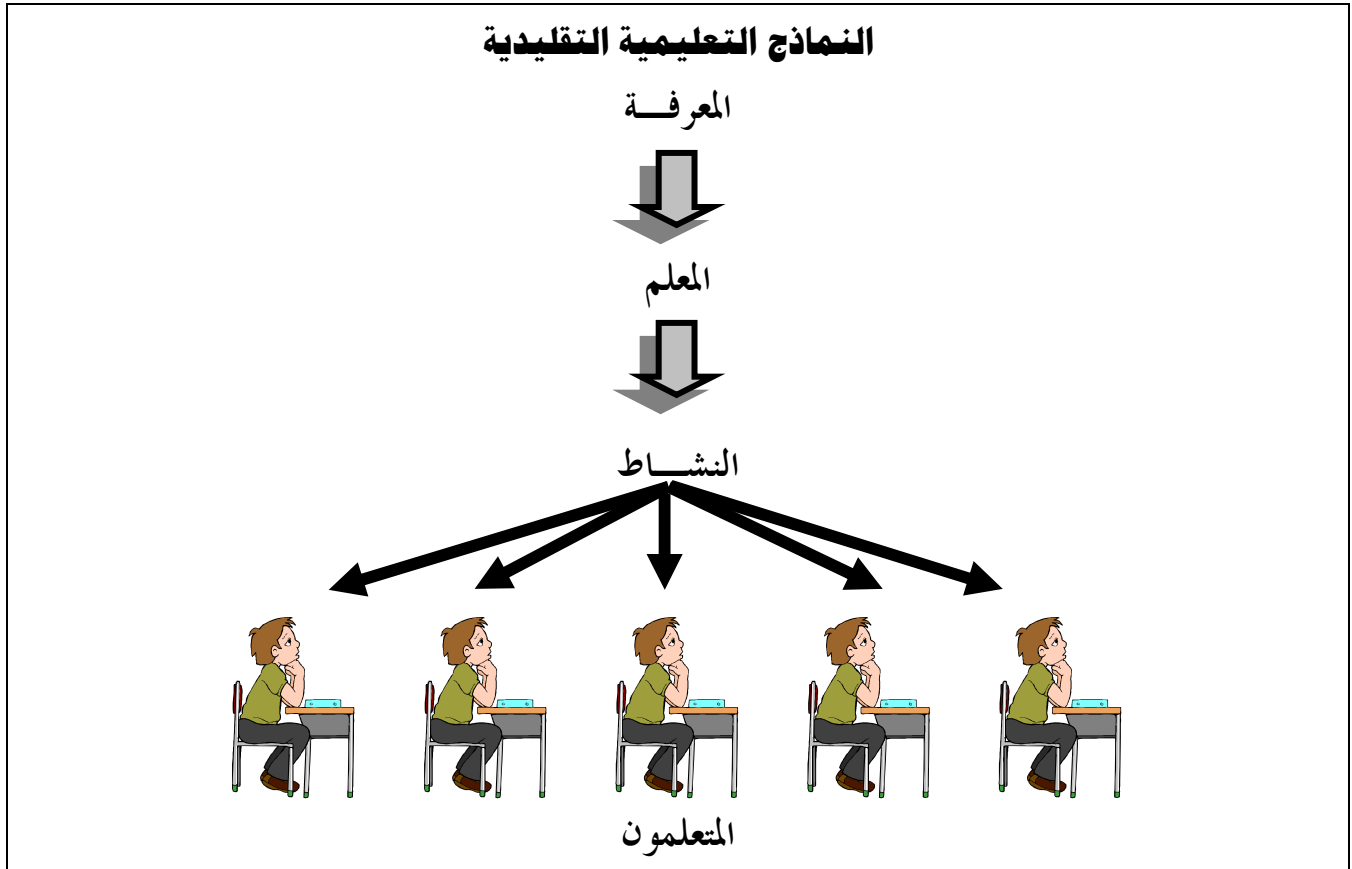 النماذج التعليمية التقليدية
المعرفـــة
المعلم
النشـــاط
المتعلمون